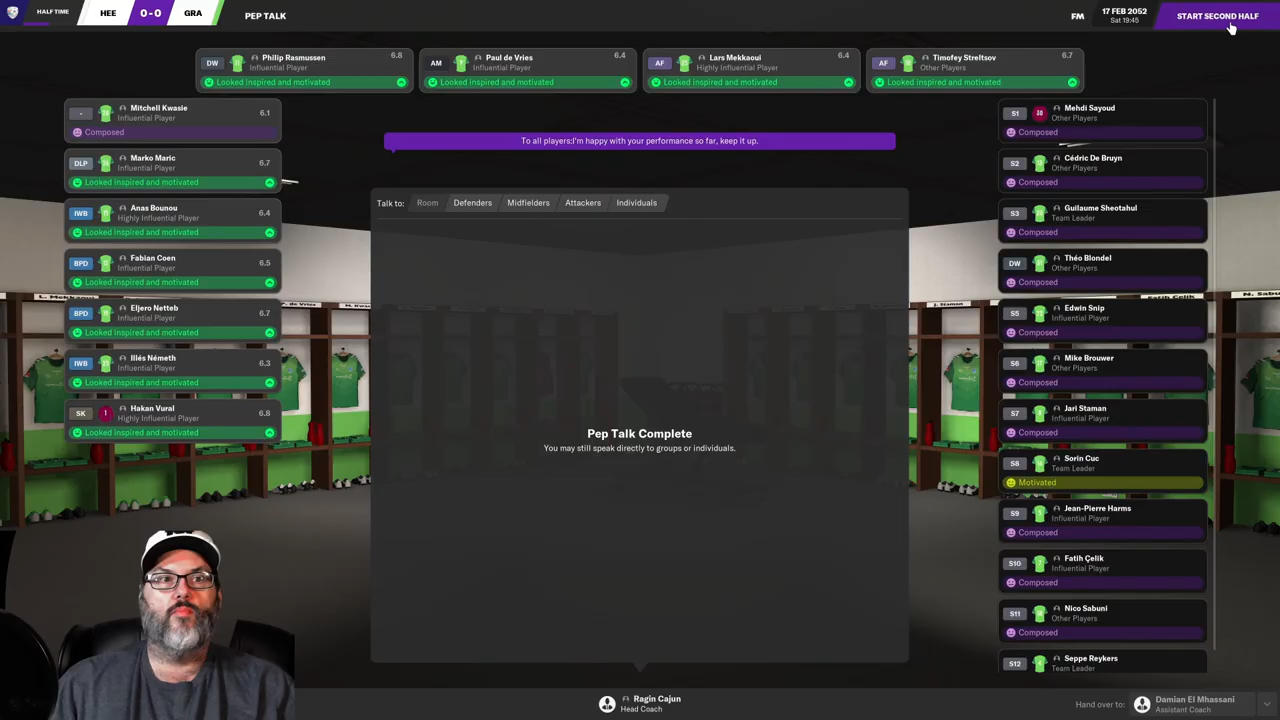 HALF TIME
HEE
0-0
GRA
PEP TALK
FM
17 FEB 2052
Sat 19:45
START SECOND HALF
DW
Philip Rasmussen
Influential Player
6.8
Looked inspired and motivated
AM
Paul de Vries
Influential Player
6.4
Looked inspired and motivated
AF
Lars Mekkaoui
Highly Influential Player
6.4
Looked inspired and motivated
AF
Timofey Streltsov
Other Players
6.7
Looked inspired and motivated
-
Mitchell Kwasie
Influential Player
6.1
Composed
DLP
Marko Maric
Influential Player
6.7
Looked inspired and motivated
IWB
Anas Bounou
Highly Influential Player
6.4
Looked inspired and motivated
BPD
Fabian Coen
Influential Player
6.5
Looked inspired and motivated
BPD
Eljero Netteb
Influential Player
6.7
Looked inspired and motivated
IWB
Illés Németh
Influential Player
6.3
Looked inspired and motivated
SK
1
Hakan Vural
Highly Influential Player
6.8
Looked inspired and motivated
To all players:I'm happy with your performance so far, keep it up.
Talk to:
Room
Defenders
Midfielders
Attackers
Individuals
Pep Talk Complete
You may still speak directly to groups or individuals.
S1
Mehdi Sayoud
Other Players
Composed
S2
Cédric De Bruyn
Other Players
Composed
S3
Guilaume Sheotahul
Team Leader
Composed
DW
Théo Blondel
Other Players
Composed
S5
Edwin Snip
Influential Player
Composed
S6
Mike Brouwer
Other Players
Composed
S7
Jari Staman
Influential Player
Composed
S8
Sorin Cuc
Team Leader
Motivated
S9
Jean-Pierre Harms
Influential Player
Composed
S10
Fatih Çelik
Influential Player
Composed
S11
Nico Sabuni
Other Players
Composed
S12
Seppe Reykers
Team Leader
Ragin Cajun
Head Coach
Hand over to:
Damian El Mhassani
Assistant Coach